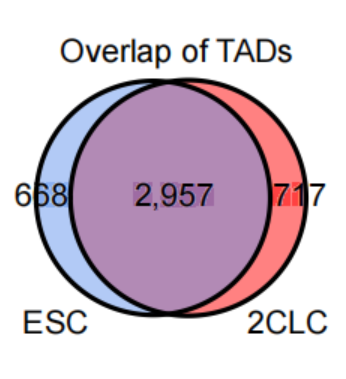 Overlap of TADs
668 2,957 717
ESC 2CLC